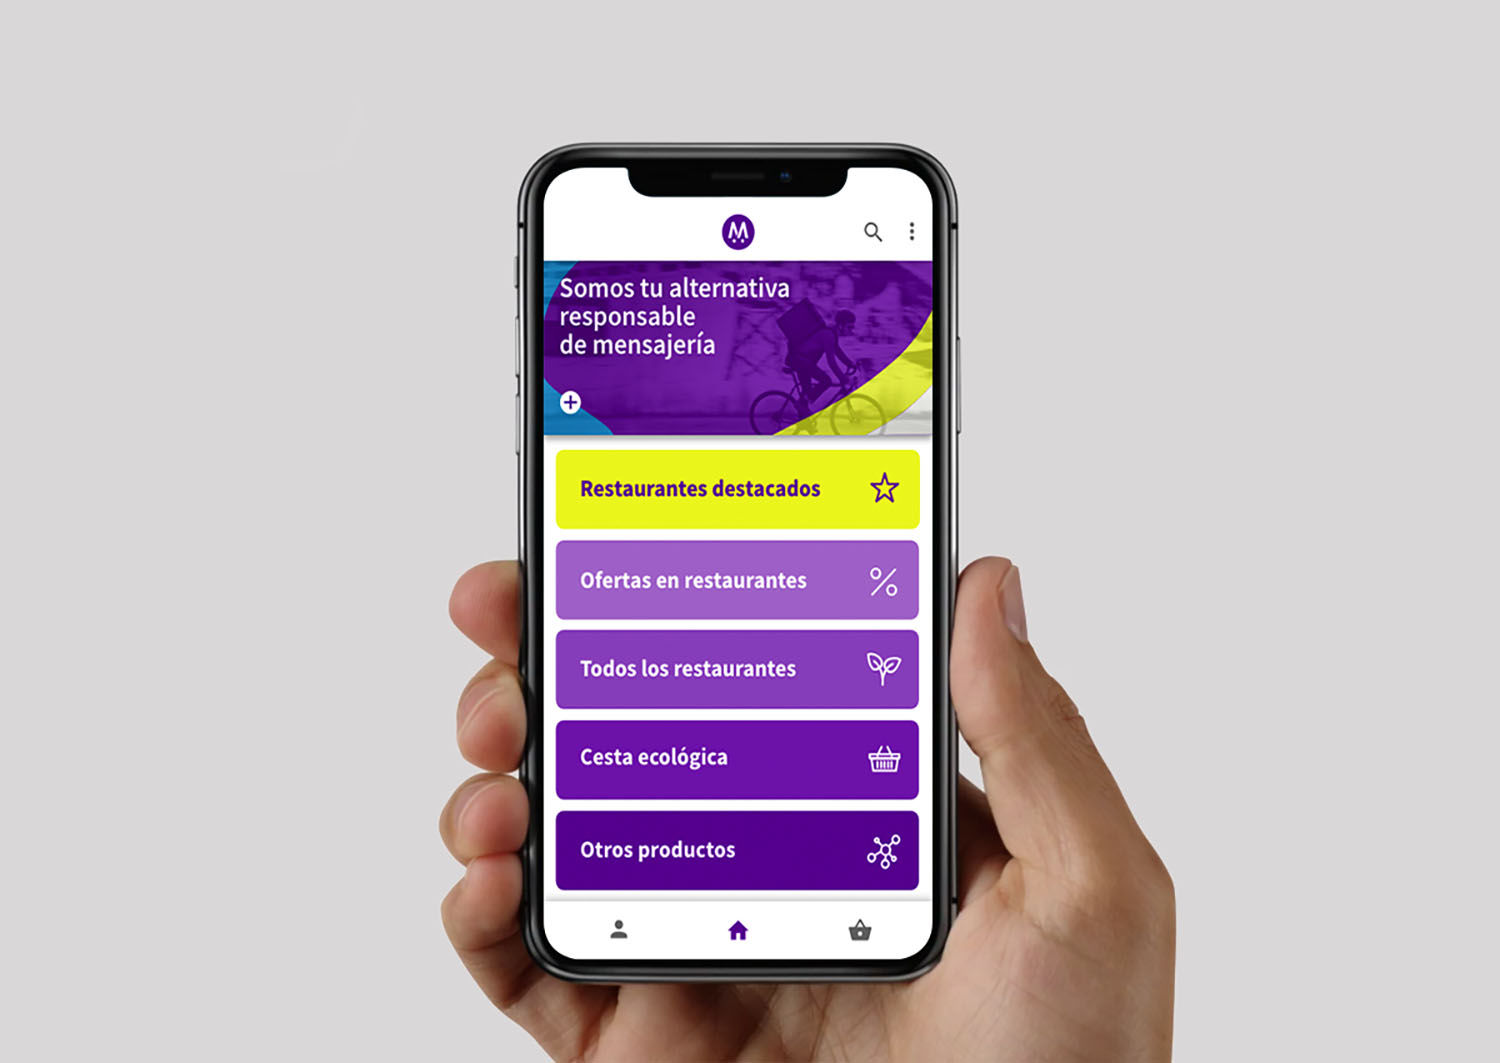 M
Somos tu alternativa
responsable
de mensajería
Restaurantes destacados
Ofertas en restaurantes
Todos los restaurantes
Cesta ecológica
Otros productos